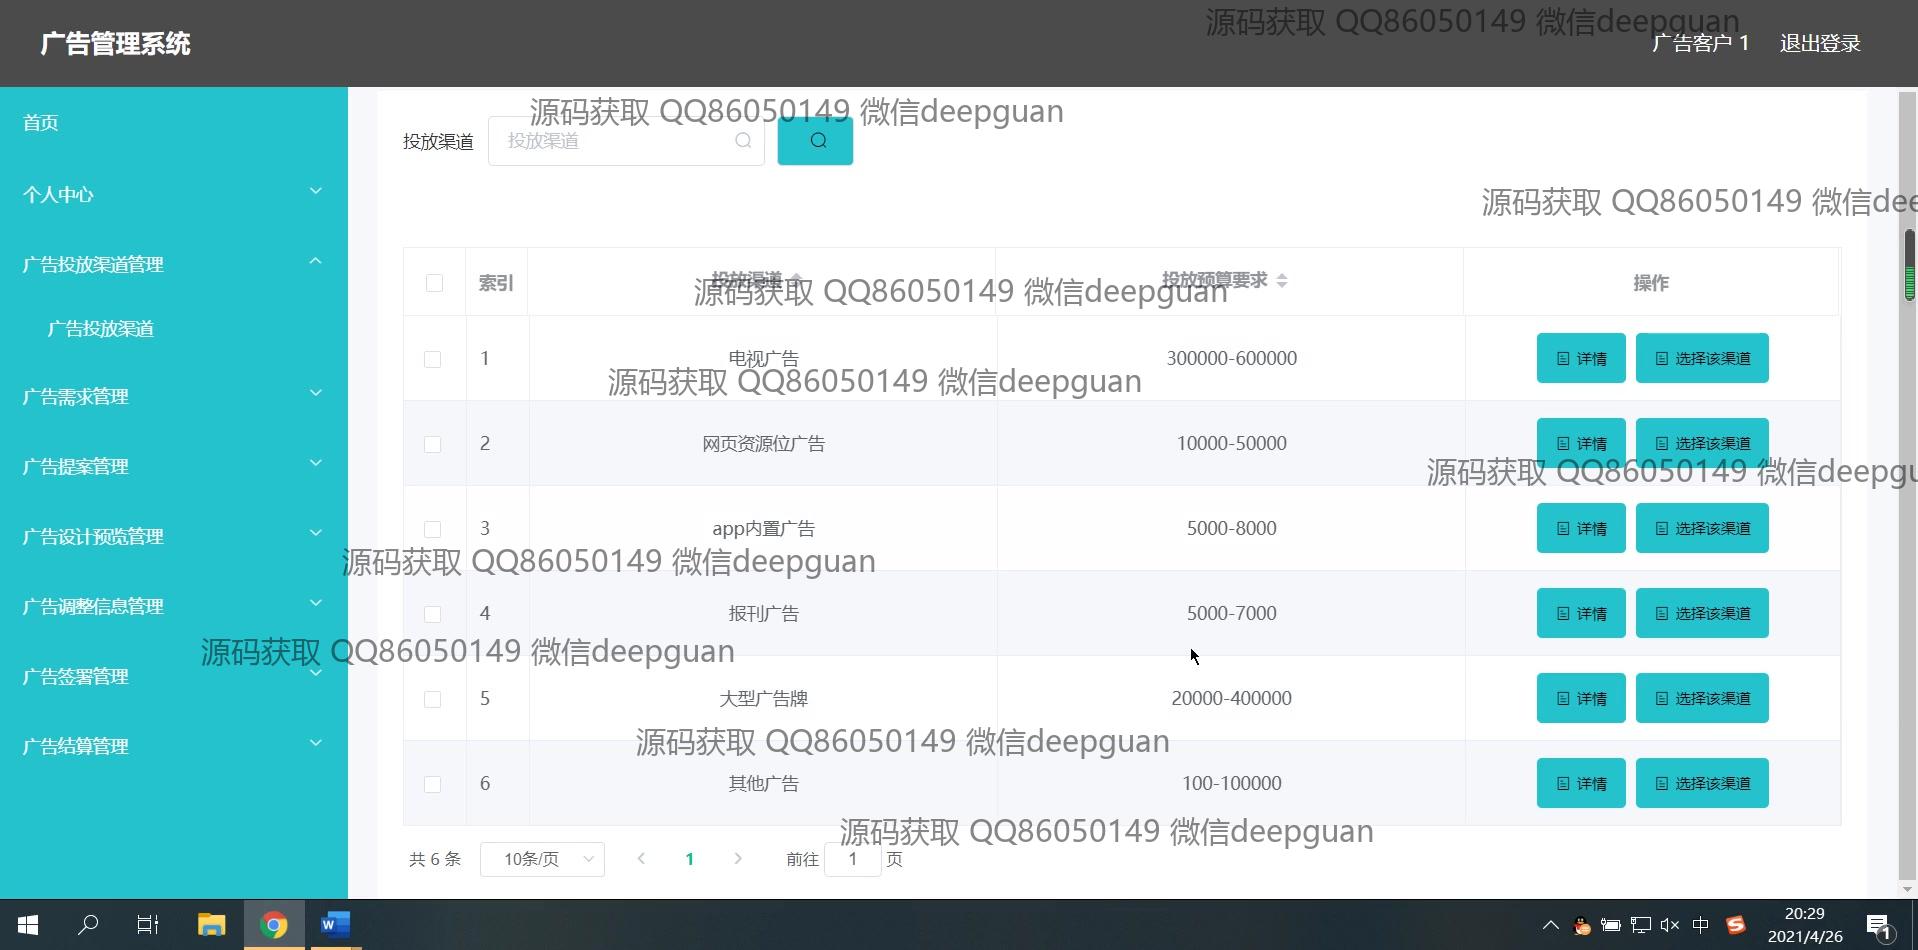 源码获取 QQ86050149 微信deepguan
广告管理系统
广告客户 1 退出登录
源码获取 QQ86050149 微信deepguan
首页
投放渠道 投放渠道
个人中心
源码获取 QQ86050149 微信dee
广告投放渠道管理
索引 投放渠道 投放预算要求 操作
源码获取 QQ86050149 微信deepguan
广告投放渠道
1 电视广告 300000-600000 详情 选择该渠道
源码获取 QQ86050149 微信deepguan
广告需求管理
2 网页资源位广告 10000-50000 详情 选择该渠道
广告提案管理
源码获取 QQ86050149 微信deepgu
3 app内置广告 5000-8000 详情 选择该渠道
广告设计预览管理
源码获取 QQ86050149 微信deepguan
广告调整信息管理
4 报刊广告 5000-7000 详情 选择该渠道
源码获取 QQ86050149 微信deepguan
广告签署管理
5 大型广告牌 20000-400000 详情 选择该渠道
广告结算管理
源码获取 QQ86050149 微信deepguan
6 其他广告 100-100000 详情 选择该渠道
源码获取 QQ86050149 微信deepguan
共 6 条 10条/页 1 前往 1 页
中 20:29
2021/4/26
1